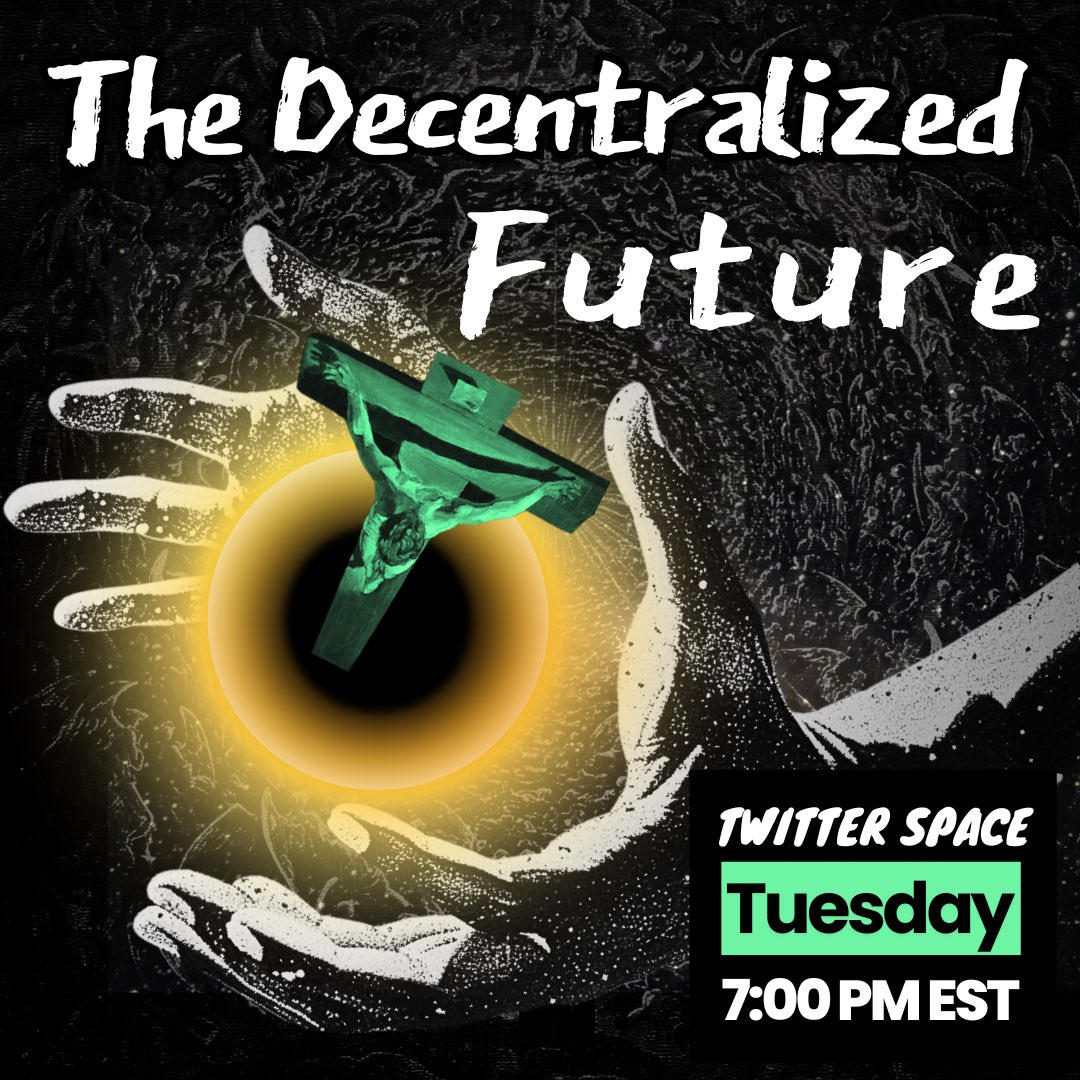 The Decentralized
Future
TWITTER SPACE
Tuesday
7:00 PM EST